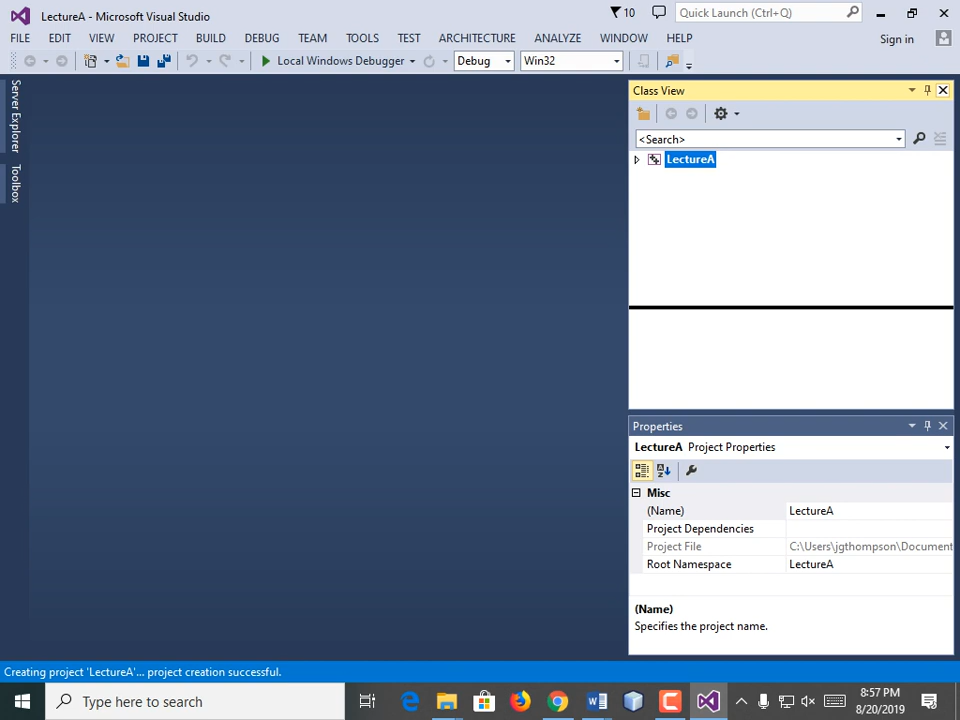 LectureA - Microsoft Visual Studio
10
Quick Launch (Ctrl+Q)
FILE EDIT VIEW PROJECT BUILD DEBUG TEAM TOOLS TEST ARCHITECTURE ANALYZE WINDOW HELP
Sign in
Local Windows Debugger
Debug
Win32
Server Explorer
Toolbox
Class View
<Search>
LectureA
Properties
LectureA Project Properties
Misc
(Name) LectureA
Project Dependencies
Project File C:\Users\jgthompson\Document
Root Namespace LectureA
(Name)
Specifies the project name.
Creating project 'LectureA'... project creation successful.
Type here to search
8:57 PM
8/20/2019